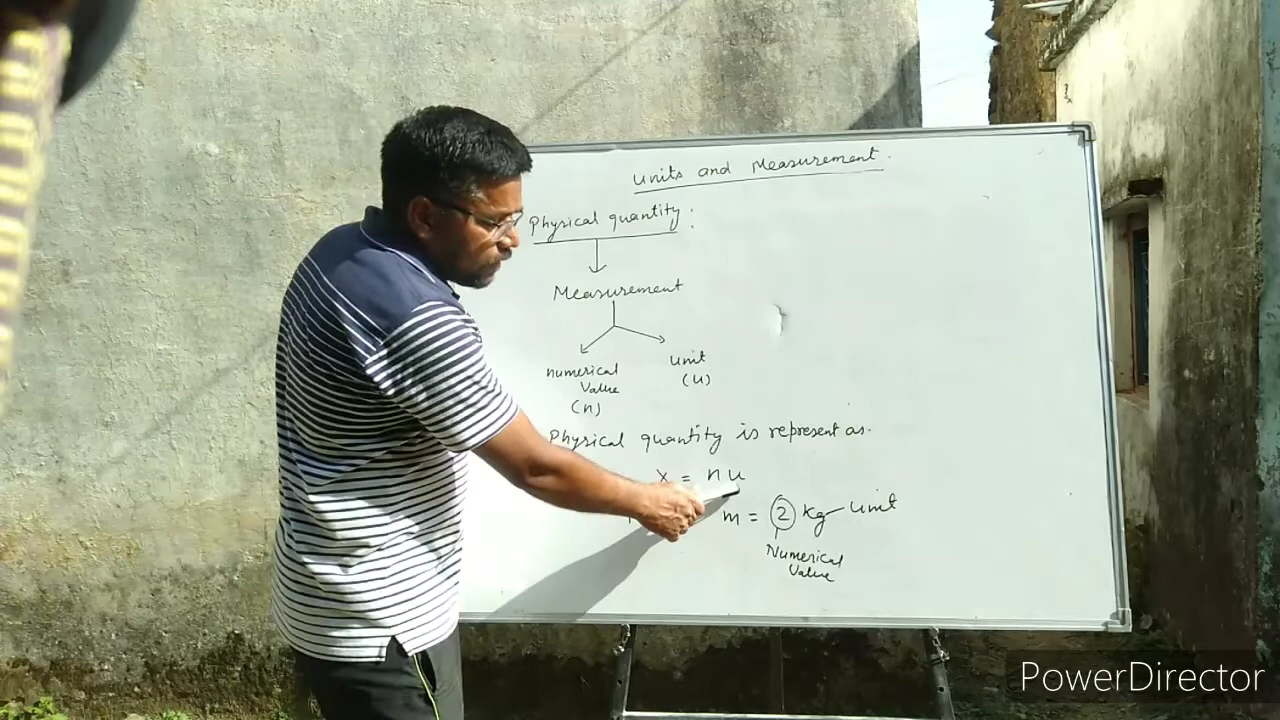 Units and Measurement.
Physical quantity :
Measurement
numerical Value (n)
unit (u)
Physical quantity is represent as.
x = n u
m = 2 kg unit
Numerical Value
PowerDirector